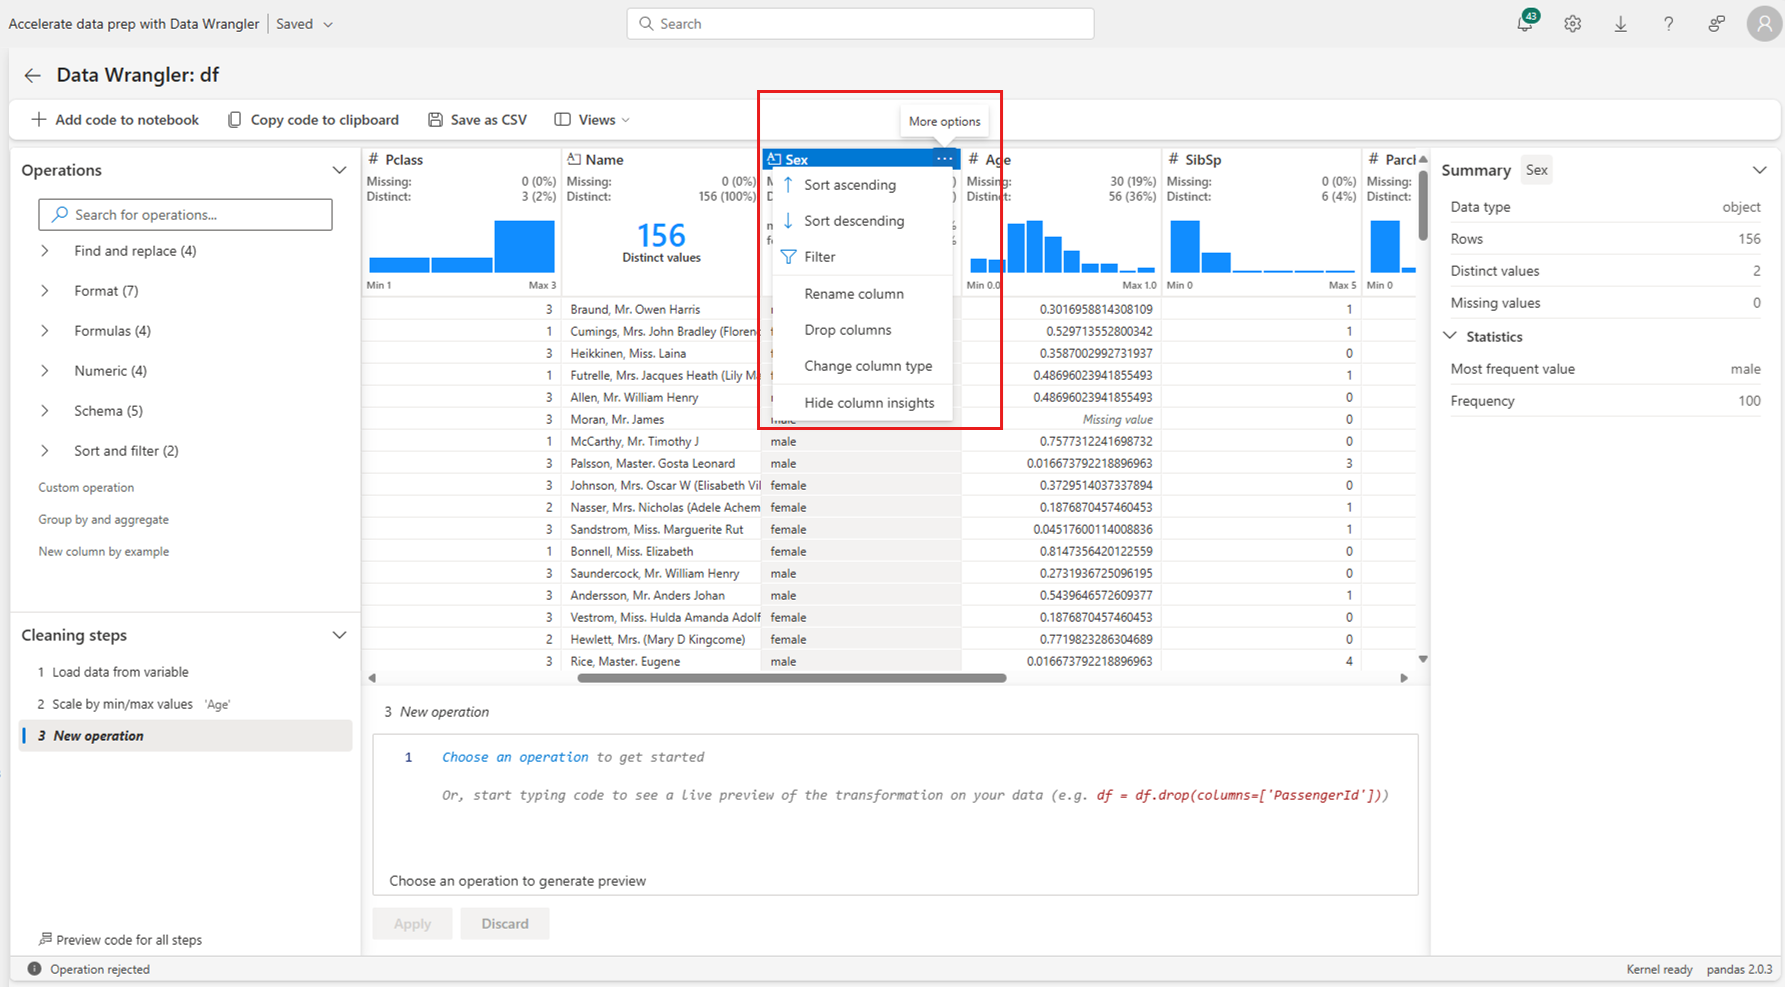 Accelerate data prep with Data Wrangler
Saved
Search
43
Data Wrangler: df
Add code to notebook
Copy code to clipboard
Save as CSV
Views
More options
Operations
Search for operations...
Find and replace (4)
Format (7)
Formulas (4)
Numeric (4)
Schema (5)
Sort and filter (2)
Custom operation
Group by and aggregate
New column by example
Cleaning steps
1 Load data from variable
2 Scale by min/max values 'Age'
3 New operation
Preview code for all steps
# Pclass
Missing: 0 (0%)
Distinct: 3 (2%)
Min 1 Max 3
3
1
3
1
3
3
1
3
3
2
3
1
3
3
3
2
3
Name
Missing: 0 (0%)
Distinct: 156 (100%)
156
Distinct values
Braund, Mr. Owen Harris
Cumings, Mrs. John Bradley (Florenc
Heikkinen, Miss. Laina
Futrelle, Mrs. Jacques Heath (Lily Ma
Allen, Mr. William Henry
Moran, Mr. James
McCarthy, Mr. Timothy J
Palsson, Master. Gosta Leonard
Johnson, Mrs. Oscar W (Elisabeth Vil
Nasser, Mrs. Nicholas (Adele Achem
Sandstrom, Miss. Marguerite Rut
Bonnell, Miss. Elizabeth
Saundercock, Mr. William Henry
Andersson, Mr. Anders Johan
Vestrom, Miss. Hulda Amanda Adolf
Hewlett, Mrs. (Mary D Kingcome)
Rice, Master. Eugene
Sex ...
Sort ascending
Sort descending
Filter
Rename column
Drop columns
Change column type
Hide column insights
male
male
male
female
female
female
female
male
male
female
female
male
# Age
Missing: 30 (19%)
Distinct: 56 (36%)
Min 0.0 Max 1.0
0.3016958814308109
0.529713552800342
0.3587002992731937
0.48696023941855493
0.48696023941855493
Missing value
0.7577312241698732
0.016673792218896963
0.3729514037337894
0.1876870457460453
0.04517600114008836
0.8147356420122559
0.2731936725096195
0.5439646572609377
0.1876870457460453
0.7719823286304689
0.016673792218896963
# SibSp
Missing: 0 (0%)
Distinct: 6 (4%)
Min 0 Max 5
1
1
0
1
0
0
0
3
0
1
1
0
0
1
0
0
4
# Parch
Missing:
Distinct:
Min 0
3 New operation
1 Choose an operation to get started
Or, start typing code to see a live preview of the transformation on your data (e.g. df = df.drop(columns=['PassengerId']))
Choose an operation to generate preview
Apply
Discard
Summary Sex
Data type object
Rows 156
Distinct values 2
Missing values 0
Statistics
Most frequent value male
Frequency 100
Operation rejected
Kernel ready
pandas 2.0.3